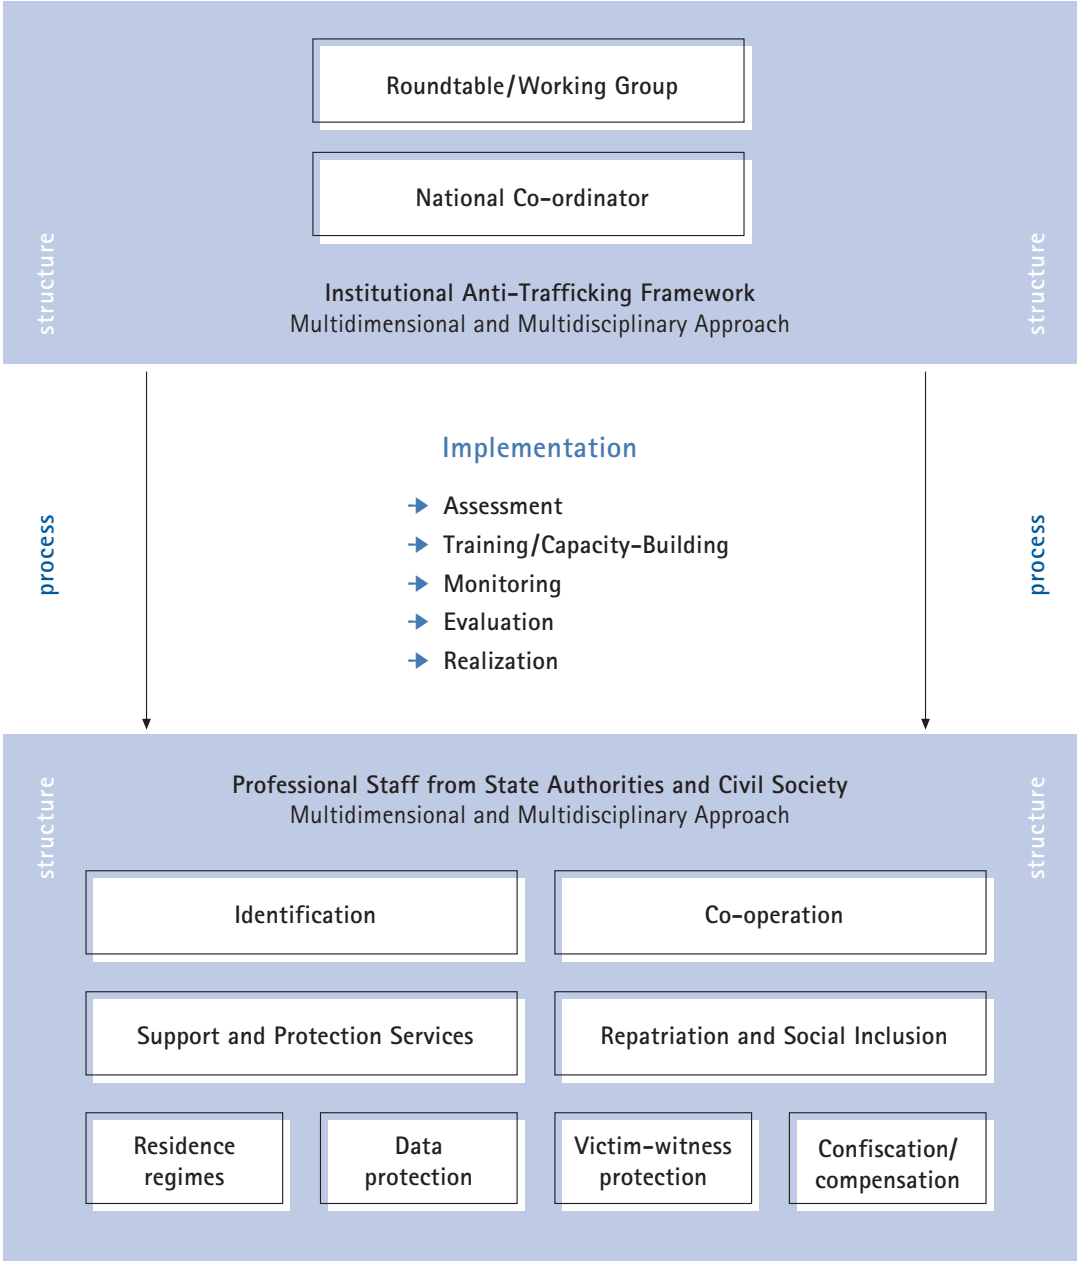 Roundtable/Working Group
National Co-ordinator
structure
structure
Institutional Anti-Trafficking Framework
Multidimensional and Multidisciplinary Approach
Implementation
process
process
Assessment
Training/Capacity-Building
Monitoring
Evaluation
Realization
structure
structure
Professional Staff from State Authorities and Civil Society
Multidimensional and Multidisciplinary Approach
Identification
Co-operation
Support and Protection Services
Repatriation and Social Inclusion
Residence
regimes
Data
protection
Victim-witness
protection
Confiscation/
compensation